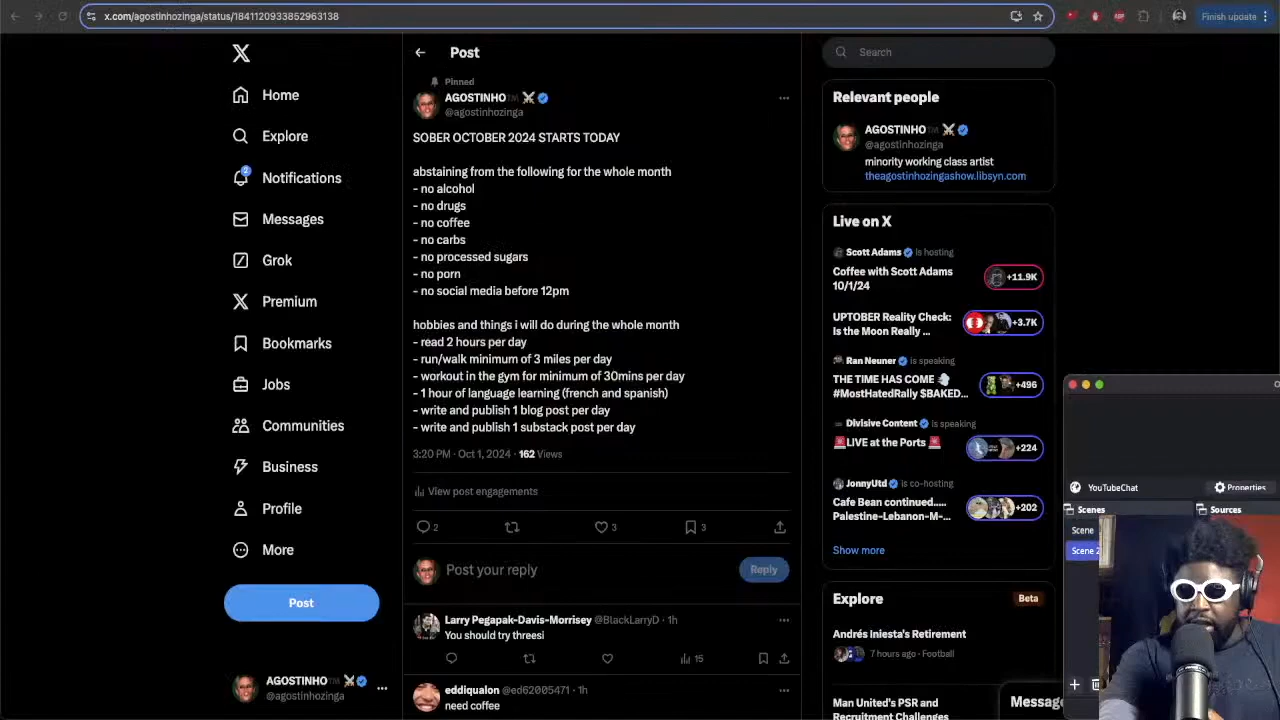 x.com/agostinhozinga/status/1841120933852963138
Finish update
Home
Explore
2
Notifications
Messages
Grok
Premium
Bookmarks
Jobs
Communities
Business
Profile
More
Post
AGOSTINHO™
@agostinhozinga
Post
Pinned
AGOSTINHO™
@agostinhozinga
SOBER OCTOBER 2024 STARTS TODAY
abstaining from the following for the whole month
- no alcohol
- no drugs
- no coffee
- no carbs
- no processed sugars
- no porn
- no social media before 12pm
hobbies and things i will do during the whole month
- read 2 hours per day
- run/walk minimum of 3 miles per day
- workout in the gym for minimum of 30mins per day
- 1 hour of language learning (french and spanish)
- write and publish 1 blog post per day
- write and publish 1 substack post per day
3:20 PM · Oct 1, 2024 · 162 Views
View post engagements
2 3 3
Post your reply
Reply
Larry Pegapak-Davis-Morrisey @BlackLarryD · 1h
You should try threesi
15
eddiqualon @ed62005471 · 1h
need coffee
Search
Relevant people
AGOSTINHO™
@agostinhozinga
minority working class artist
theagostinhozingashow.libsyn.com
Live on X
Scott Adams is hosting
Coffee with Scott Adams
10/1/24
+11.9K
UPTOBER Reality Check:
Is the Moon Really ...
+3.7K
Ran Neuner is speaking
THE TIME HAS COME
#MostHatedRally $BAKED...
+496
Divisive Content is speaking
LIVE at the Ports
+224
JonnyUtd is co-hosting
Cafe Bean continued.....
Palestine-Lebanon-M-...
+202
Show more
Explore
Beta
Andrés Iniesta's Retirement
7 hours ago · Football
Man United's PSR and
Recruitment Challenges
YouTubeChat
Properties
Scenes
Sources
Scene
Scene 2